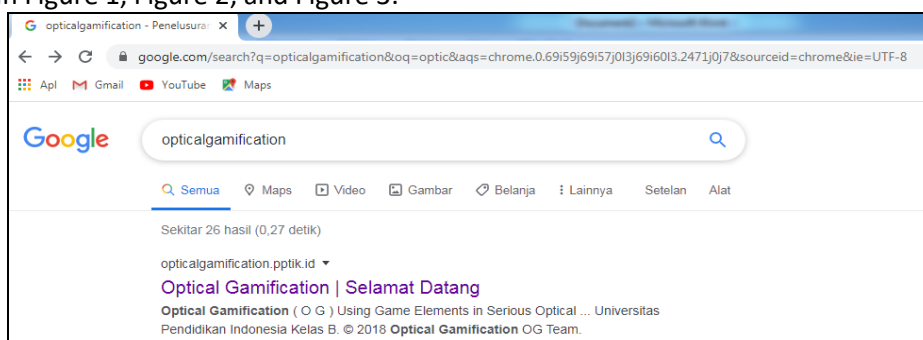 in Figure 1, Figure 2, and Figure 3.
opticalgamification - Penelusura
google.com/search?q=opticalgamification&oq=optic&aqs=chrome.0.69i59j69i57j0l3j69i60l3.2471j0j7&sourceid=chrome&ie=UTF-8
Apl Gmail YouTube Maps
Google opticalgamification
Semua Maps Video Gambar Belanja Lainnya Setelan Alat
Sekitar 26 hasil (0,27 detik)
opticalgamification.pptik.id
Optical Gamification | Selamat Datang
Optical Gamification ( O G ) Using Game Elements in Serious Optical ... Universitas
Pendidikan Indonesia Kelas B. © 2018 Optical Gamification OG Team.